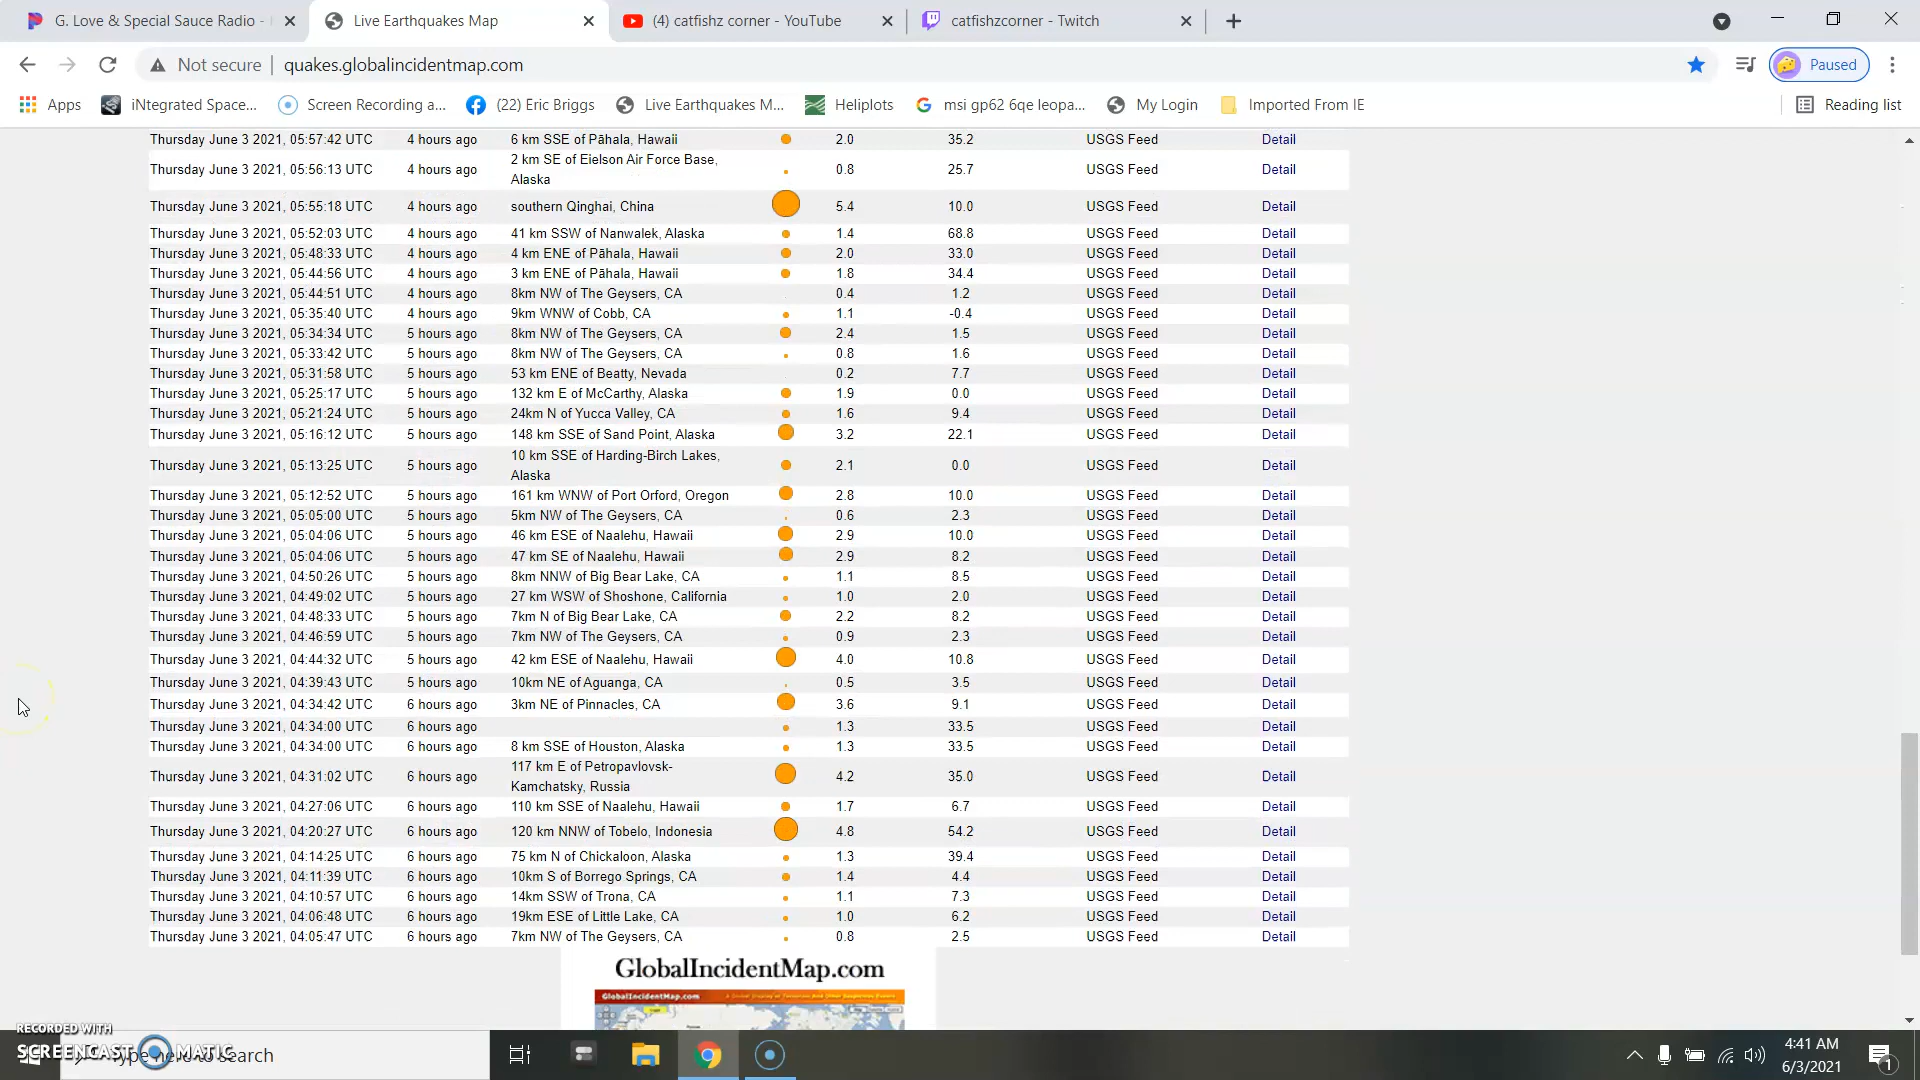 G. Love & Special Sauce Radio -
Live Earthquakes Map
(4) catfishz corner - YouTube
catfishzcorner - Twitch
Not secure
quakes.globalincidentmap.com
Paused
Apps
iNtegrated Space...
Screen Recording a...
(22) Eric Briggs
Live Earthquakes M...
Heliplots
msi gp62 6qe leopa...
My Login
Imported From IE
Reading list
Thursday June 3 2021, 05:57:42 UTC 4 hours ago 6 km SSE of Pāhala, Hawaii 2.0 35.2 USGS Feed Detail
Thursday June 3 2021, 05:56:13 UTC 4 hours ago 2 km SE of Eielson Air Force Base,
Alaska 0.8 25.7 USGS Feed Detail
Thursday June 3 2021, 05:55:18 UTC 4 hours ago southern Qinghai, China 5.4 10.0 USGS Feed Detail
Thursday June 3 2021, 05:52:03 UTC 4 hours ago 41 km SSW of Nanwalek, Alaska 1.4 68.8 USGS Feed Detail
Thursday June 3 2021, 05:48:33 UTC 4 hours ago 4 km ENE of Pāhala, Hawaii 2.0 33.0 USGS Feed Detail
Thursday June 3 2021, 05:44:56 UTC 4 hours ago 3 km ENE of Pāhala, Hawaii 1.8 34.4 USGS Feed Detail
Thursday June 3 2021, 05:44:51 UTC 4 hours ago 8km NW of The Geysers, CA 0.4 1.2 USGS Feed Detail
Thursday June 3 2021, 05:35:40 UTC 4 hours ago 9km WNW of Cobb, CA 1.1 -0.4 USGS Feed Detail
Thursday June 3 2021, 05:34:34 UTC 5 hours ago 8km NW of The Geysers, CA 2.4 1.5 USGS Feed Detail
Thursday June 3 2021, 05:33:42 UTC 5 hours ago 8km NW of The Geysers, CA 0.8 1.6 USGS Feed Detail
Thursday June 3 2021, 05:31:58 UTC 5 hours ago 53 km ENE of Beatty, Nevada 0.2 7.7 USGS Feed Detail
Thursday June 3 2021, 05:25:17 UTC 5 hours ago 132 km E of McCarthy, Alaska 1.9 0.0 USGS Feed Detail
Thursday June 3 2021, 05:21:24 UTC 5 hours ago 24km N of Yucca Valley, CA 1.6 9.4 USGS Feed Detail
Thursday June 3 2021, 05:16:12 UTC 5 hours ago 148 km SSE of Sand Point, Alaska 3.2 22.1 USGS Feed Detail
Thursday June 3 2021, 05:13:25 UTC 5 hours ago 10 km SSE of Harding-Birch Lakes,
Alaska 2.1 0.0 USGS Feed Detail
Thursday June 3 2021, 05:12:52 UTC 5 hours ago 161 km WNW of Port Orford, Oregon 2.8 10.0 USGS Feed Detail
Thursday June 3 2021, 05:05:00 UTC 5 hours ago 5km NW of The Geysers, CA 0.6 2.3 USGS Feed Detail
Thursday June 3 2021, 05:04:06 UTC 5 hours ago 46 km ESE of Naalehu, Hawaii 2.9 10.0 USGS Feed Detail
Thursday June 3 2021, 05:04:06 UTC 5 hours ago 47 km SE of Naalehu, Hawaii 2.9 8.2 USGS Feed Detail
Thursday June 3 2021, 04:50:26 UTC 5 hours ago 8km NNW of Big Bear Lake, CA 1.1 8.5 USGS Feed Detail
Thursday June 3 2021, 04:49:02 UTC 5 hours ago 27 km WSW of Shoshone, California 1.0 2.0 USGS Feed Detail
Thursday June 3 2021, 04:48:33 UTC 5 hours ago 7km N of Big Bear Lake, CA 2.2 8.2 USGS Feed Detail
Thursday June 3 2021, 04:46:59 UTC 5 hours ago 7km NW of The Geysers, CA 0.9 2.3 USGS Feed Detail
Thursday June 3 2021, 04:44:32 UTC 5 hours ago 42 km ESE of Naalehu, Hawaii 4.0 10.8 USGS Feed Detail
Thursday June 3 2021, 04:39:43 UTC 5 hours ago 10km NE of Aguanga, CA 0.5 3.5 USGS Feed Detail
Thursday June 3 2021, 04:34:42 UTC 6 hours ago 3km NE of Pinnacles, CA 3.6 9.1 USGS Feed Detail
Thursday June 3 2021, 04:34:00 UTC 6 hours ago 1.3 33.5 USGS Feed Detail
Thursday June 3 2021, 04:34:00 UTC 6 hours ago 8 km SSE of Houston, Alaska 1.3 33.5 USGS Feed Detail
Thursday June 3 2021, 04:31:02 UTC 6 hours ago 117 km E of Petropavlovsk-
Kamchatsky, Russia 4.2 35.0 USGS Feed Detail
Thursday June 3 2021, 04:27:06 UTC 6 hours ago 110 km SSE of Naalehu, Hawaii 1.7 6.7 USGS Feed Detail
Thursday June 3 2021, 04:20:27 UTC 6 hours ago 120 km NNW of Tobelo, Indonesia 4.8 54.2 USGS Feed Detail
Thursday June 3 2021, 04:14:25 UTC 6 hours ago 75 km N of Chickaloon, Alaska 1.3 39.4 USGS Feed Detail
Thursday June 3 2021, 04:11:39 UTC 6 hours ago 10km S of Borrego Springs, CA 1.4 4.4 USGS Feed Detail
Thursday June 3 2021, 04:10:57 UTC 6 hours ago 14km SSW of Trona, CA 1.1 7.3 USGS Feed Detail
Thursday June 3 2021, 04:06:48 UTC 6 hours ago 19km ESE of Little Lake, CA 1.0 6.2 USGS Feed Detail
Thursday June 3 2021, 04:05:47 UTC 6 hours ago 7km NW of The Geysers, CA 0.8 2.5 USGS Feed Detail
GlobalIncidentMap.com
GlobalIncidentMap.com
RECORDED WITH
SCREENCAST MATIC
Type here to search
4:41 AM
6/3/2021
1